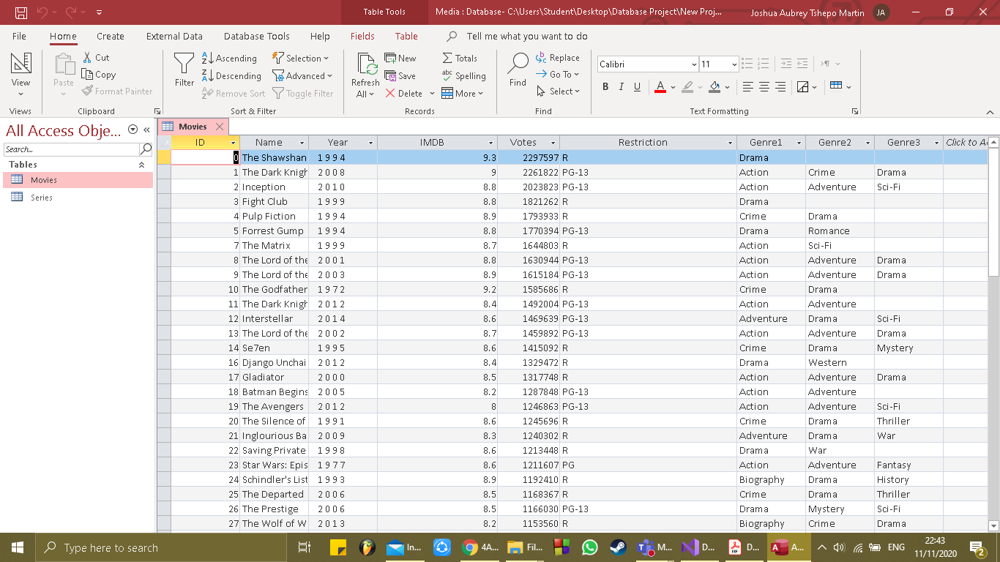 Table Tools
Media : Database- C:\Users\Student\Desktop\Database Project\New Proj...
Joshua Aubrey Tshepo Martin JA
File Home Create External Data Database Tools Help Fields Table Tell me what you want to do
View
Views
Paste
Cut
Copy
Format Painter
Clipboard
Filter
Ascending
Descending
Remove Sort
Selection
Advanced
Toggle Filter
Sort & Filter
Refresh
All
New
Save
Delete
Totals
Spelling
More
Records
Find
Replace
Go To
Select
Find
Calibri 11
B I U
Text Formatting
All Access Obje...
Search...
Tables
Movies
Series
Movies
ID Name Year IMDB Votes Restriction Genre1 Genre2 Genre3 Click to A
0 The Shawshan 1994 9.3 2297597 R Drama
1 The Dark Knigh 2008 9 2261822 PG-13 Action Crime Drama
2 Inception 2010 8.8 2023823 PG-13 Action Adventure Sci-Fi
3 Fight Club 1999 8.8 1821262 R Drama
4 Pulp Fiction 1994 8.9 1793933 R Crime Drama
5 Forrest Gump 1994 8.8 1770394 PG-13 Drama Romance
7 The Matrix 1999 8.7 1644803 R Action Sci-Fi
8 The Lord of the 2001 8.8 1630944 PG-13 Action Adventure Drama
9 The Lord of the 2003 8.9 1615184 PG-13 Action Adventure Drama
10 The Godfather 1972 9.2 1585686 R Crime Drama
11 The Dark Knigh 2012 8.4 1492004 PG-13 Action Adventure
12 Interstellar 2014 8.6 1469639 PG-13 Adventure Drama Sci-Fi
13 The Lord of the 2002 8.7 1459892 PG-13 Action Adventure Drama
14 Se7en 1995 8.6 1415092 R Crime Drama Mystery
16 Django Unchai 2012 8.4 1329472 R Drama Western
17 Gladiator 2000 8.5 1317748 R Action Adventure Drama
18 Batman Begins 2005 8.2 1287848 PG-13 Action Adventure
19 The Avengers 2012 8 1246863 PG-13 Action Adventure Sci-Fi
20 The Silence of 1991 8.6 1245696 R Crime Drama Thriller
21 Inglourious Ba 2009 8.3 1240302 R Adventure Drama War
22 Saving Private 1998 8.6 1213448 R Drama War
23 Star Wars: Epis 1977 8.6 1211607 PG Action Adventure Fantasy
24 Schindler's List 1993 8.9 1192410 R Biography Drama History
25 The Departed 2006 8.5 1168367 R Crime Drama Thriller
26 The Prestige 2006 8.5 1166030 PG-13 Drama Mystery Sci-Fi
27 The Wolf of W 2013 8.2 1153560 R Biography Crime Drama
Type here to search In... 4A... Fil... M... D... D... A... ENG 22:43
11/11/2020 2